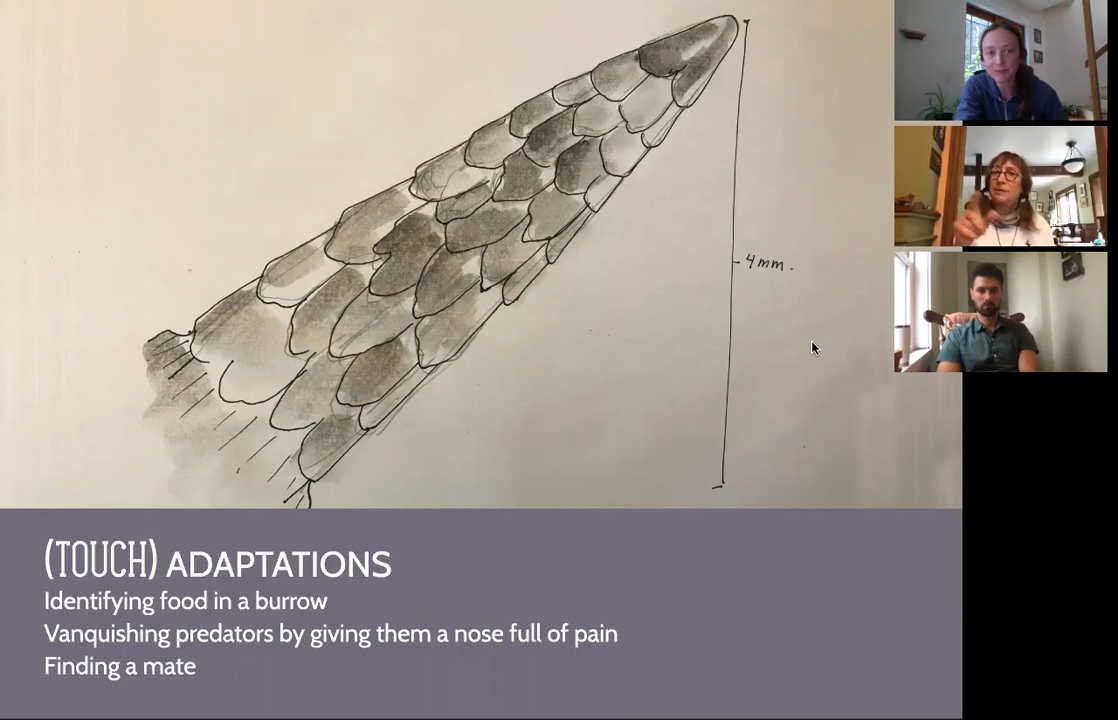 4mm.
(TOUCH) ADAPTATIONS
Identifying food in a burrow
Vanquishing predators by giving them a nose full of pain
Finding a mate